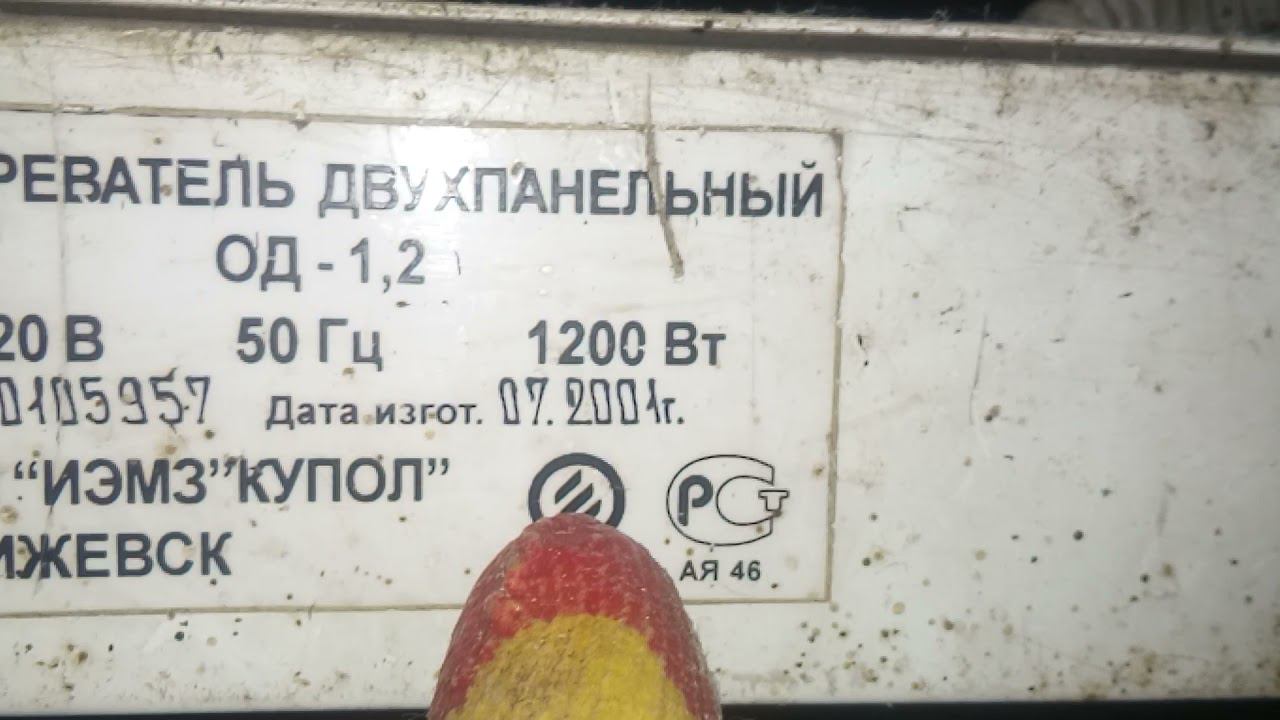 РЕВАТЕЛЬ ДВУХПАНЕЛЬНЫЙ
ОД - 1,2
20 В 50 Гц 1200 Вт
0105957 Дата изгот. 07.2001г.
“ИЭМЗ”КУПОЛ”
ИЖЕВСК
РСТ
АЯ 46